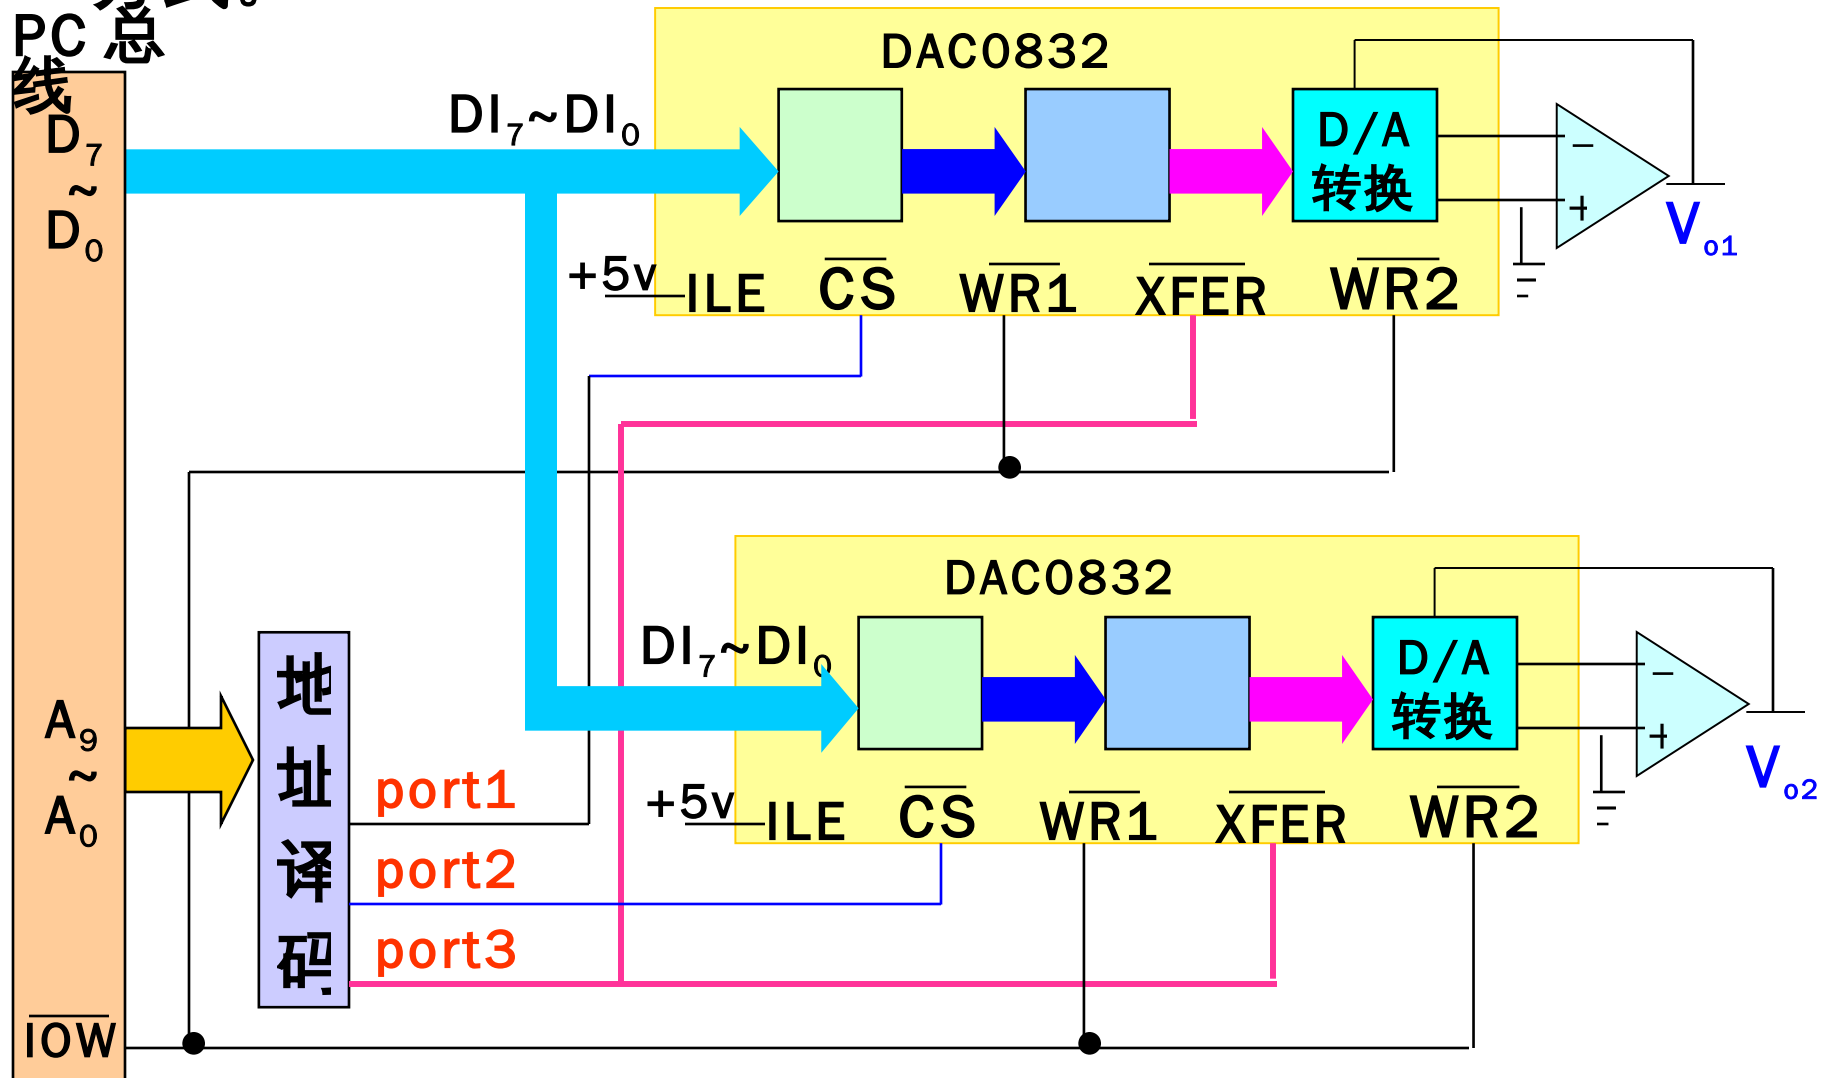 PC 总
线
D7
~
D0
A9
~
A0
IOW
地
址
译
码
port1
port2
port3
DI7~DI0
DAC0832
D/A
转换
+5v
ILE
CS
WR1
XFER
WR2
−
+
Vo1
DI7~DI0
DAC0832
D/A
转换
+5v
ILE
CS
WR1
XFER
WR2
−
+
Vo2